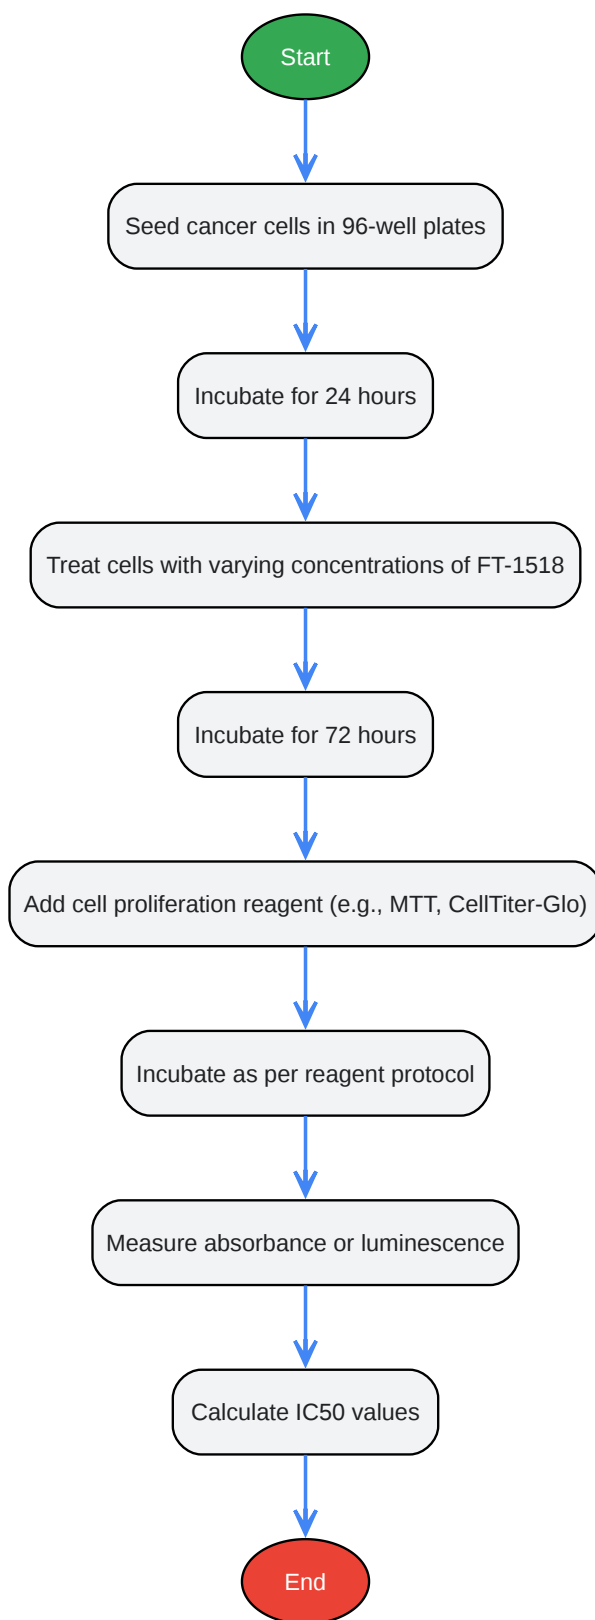 Start
Seed cancer cells in 96-well plates
Incubate for 24 hours
Treat cells with varying concentrations of FT-1518
Incubate for 72 hours
Add cell proliferation reagent (e.g., MTT, CellTiter-Glo)
Incubate as per reagent protocol
Measure absorbance or luminescence
Calculate IC50 values
End